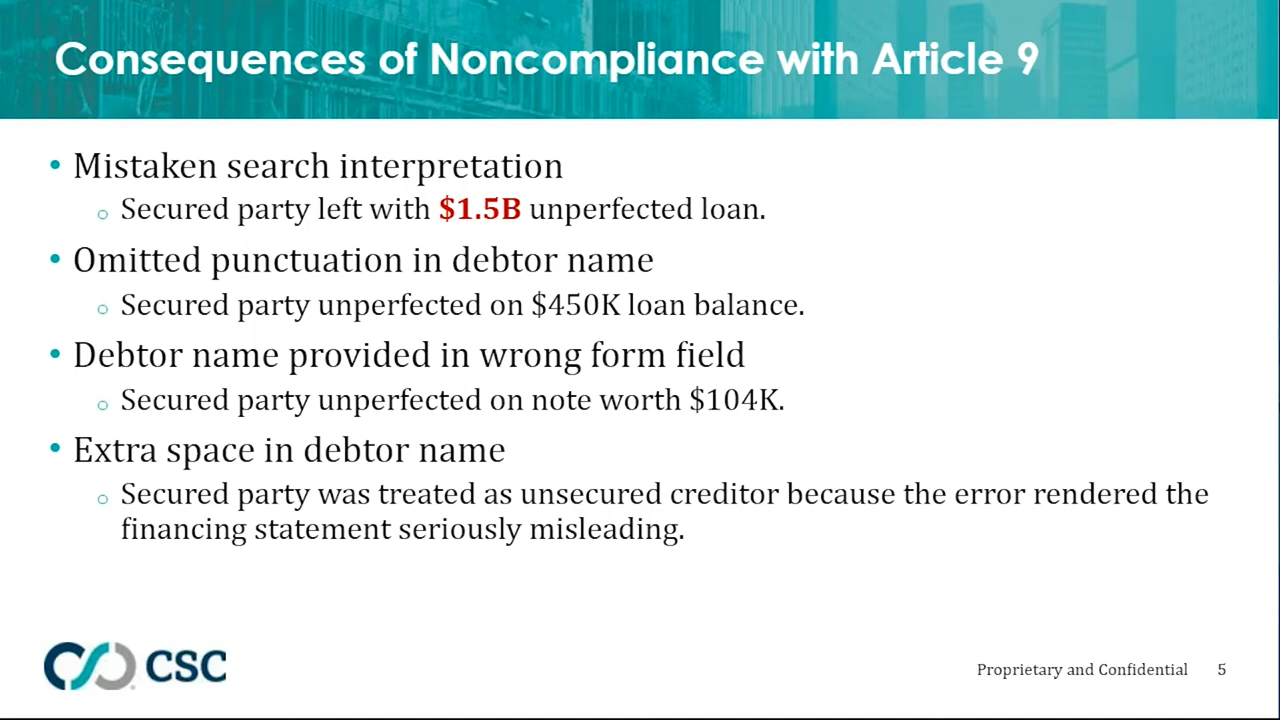 Consequences of Noncompliance with Article 9
• Mistaken search interpretation
o Secured party left with $1.5B unperfected loan.
• Omitted punctuation in debtor name
o Secured party unperfected on $450K loan balance.
• Debtor name provided in wrong form field
o Secured party unperfected on note worth $104K.
• Extra space in debtor name
o Secured party was treated as unsecured creditor because the error rendered the
financing statement seriously misleading.
CSC
Proprietary and Confidential 5